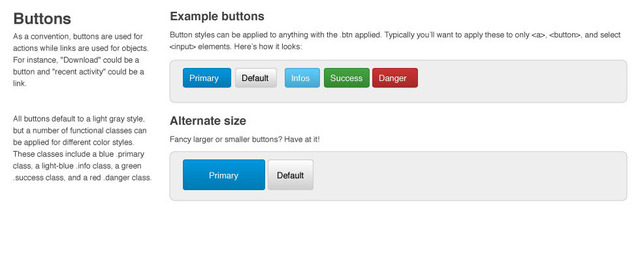 Buttons
As a convention, buttons are used for
actions while links are used for objects.
For instance, "Download" could be a
button and "recent activity" could be a
link.
All buttons default to a light gray style,
but a number of functional classes can
be applied for different color styles.
These classes include a blue .primary
class, a light-blue .info class, a green
.success class, and a red .danger class.
Example buttons
Button styles can be applied to anything with the .btn applied. Typically you'll want to apply these to only <a>, <button>, and select
<input> elements. Here's how it looks:
Primary Default Infos Success Danger
Alternate size
Fancy larger or smaller buttons? Have at it!
Primary Default